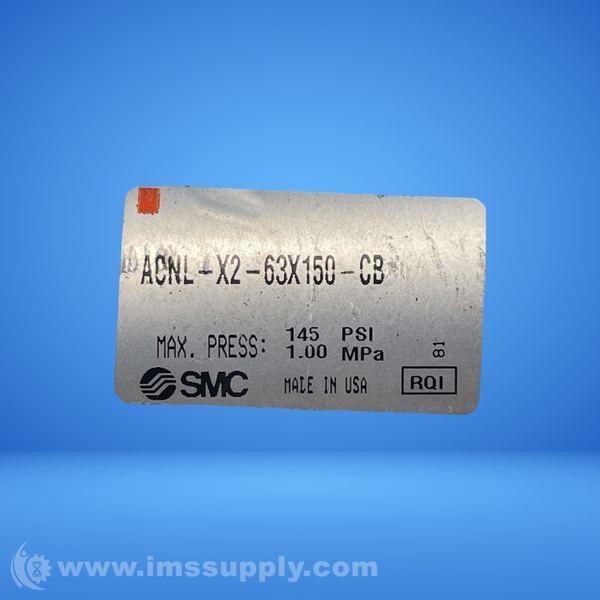 ACNL-X2-63X150-CB
MAX. PRESS: 145 PSI
1.00 MPa
81
SMC MADE IN USA RQI
www.imssupply.com